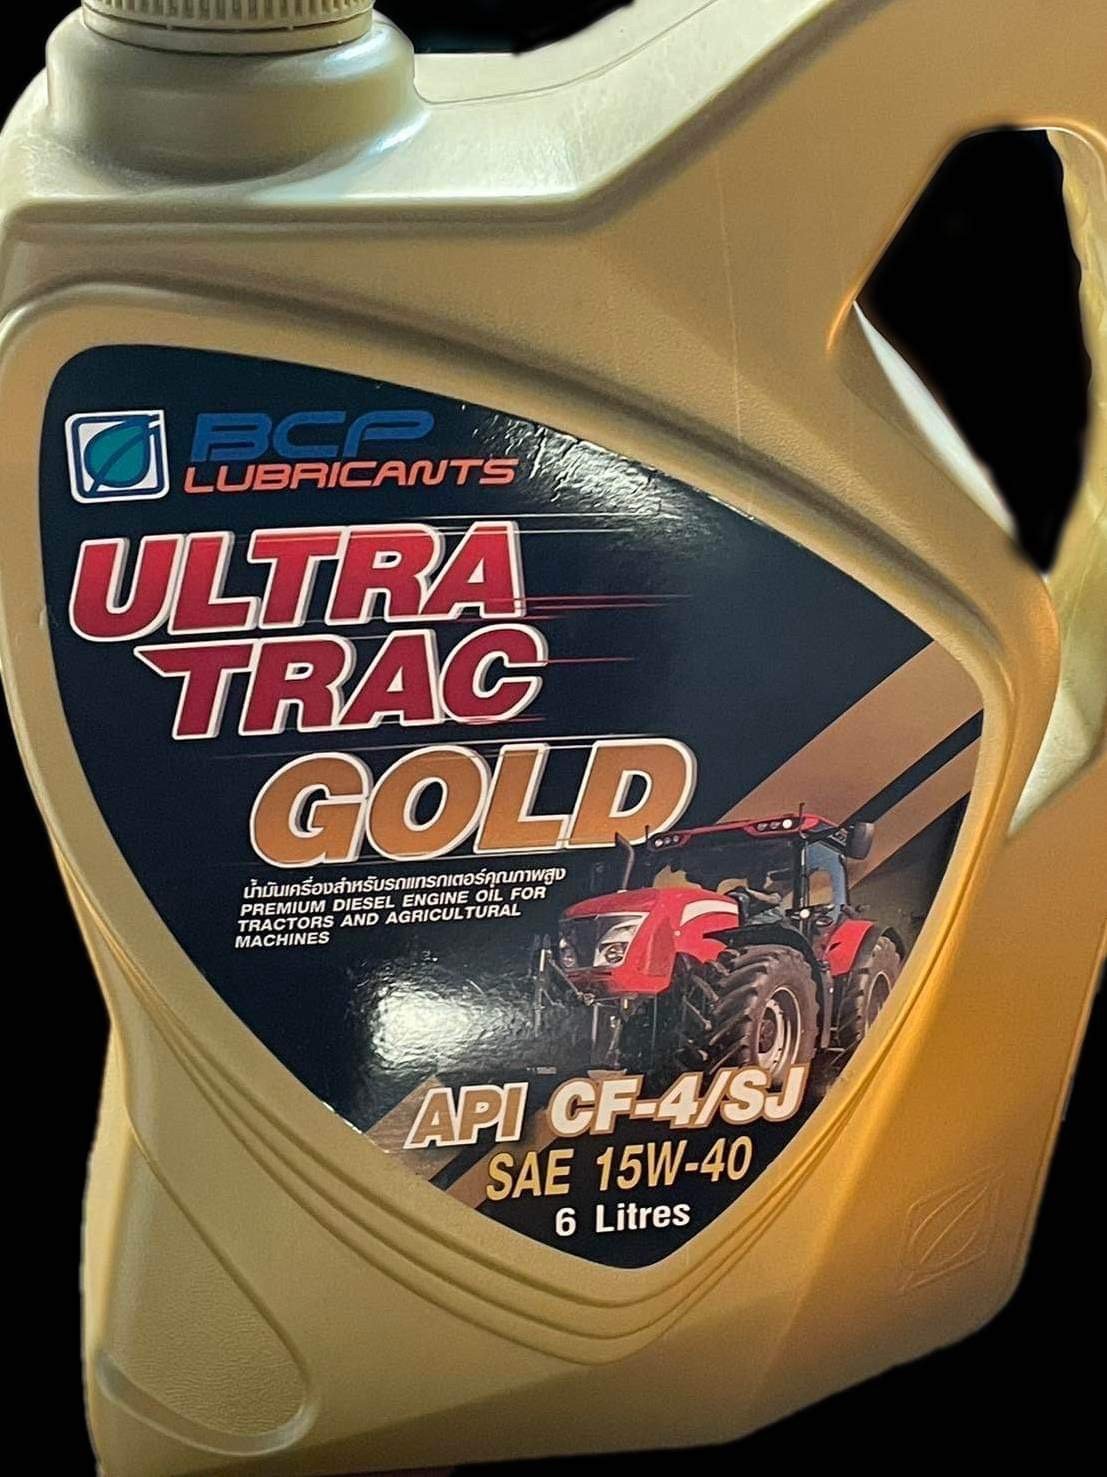 BCP
LUBRICANTS
ULTRA
TRAC
GOLD
น้ำมันเครื่องสำหรับรถแทรกเตอร์คุณภาพสูง
PREMIUM DIESEL ENGINE OIL FOR
TRACTORS AND AGRICULTURAL
MACHINES
API CF-4/SJ
SAE 15W-40
6 Litres